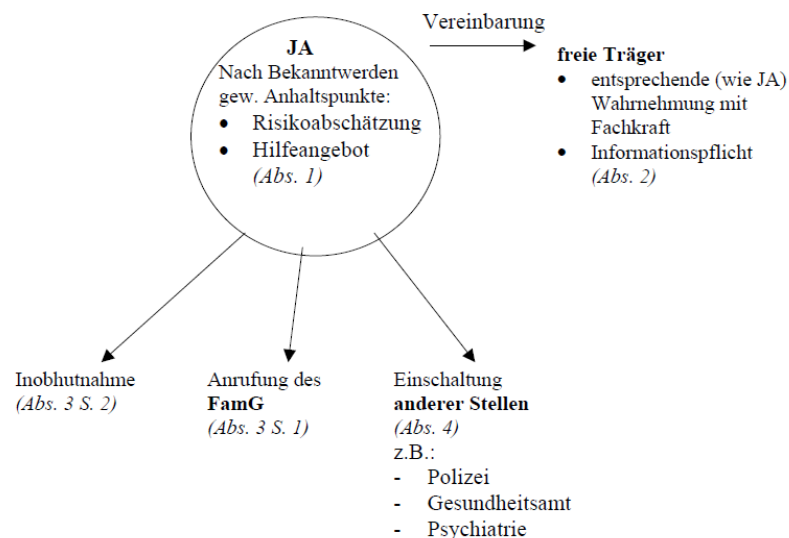 JA
Nach Bekanntwerden
gew. Anhaltspunkte:
• Risikoabschätzung
• Hilfeangebot
(Abs. 1)
Vereinbarung
freie Träger
• entsprechende (wie JA)
Wahrnehmung mit
Fachkraft
• Informationspflicht
(Abs. 2)
Inobhutnahme
(Abs. 3 S. 2)
Anrufung des
FamG
(Abs. 3 S. 1)
Einschaltung
anderer Stellen
(Abs. 4)
z.B.:
- Polizei
- Gesundheitsamt
- Psychiatrie